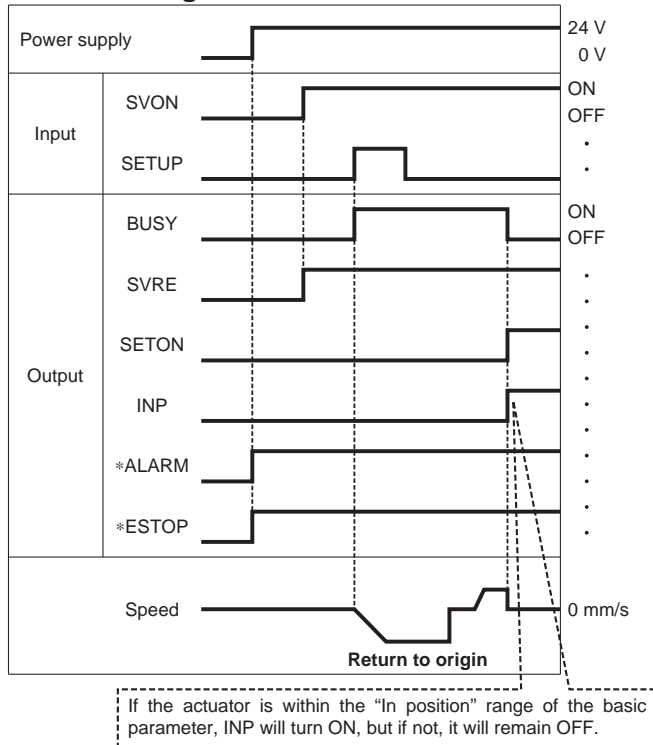 Power supply
24 V
0 V
Input
SVON
ON
OFF
SETUP
Output
BUSY
ON
OFF
SVRE
SETON
INP
*ALARM
*ESTOP
Speed
0 mm/s
Return to origin
If the actuator is within the “In position” range of the basic
parameter, INP will turn ON, but if not, it will remain OFF.